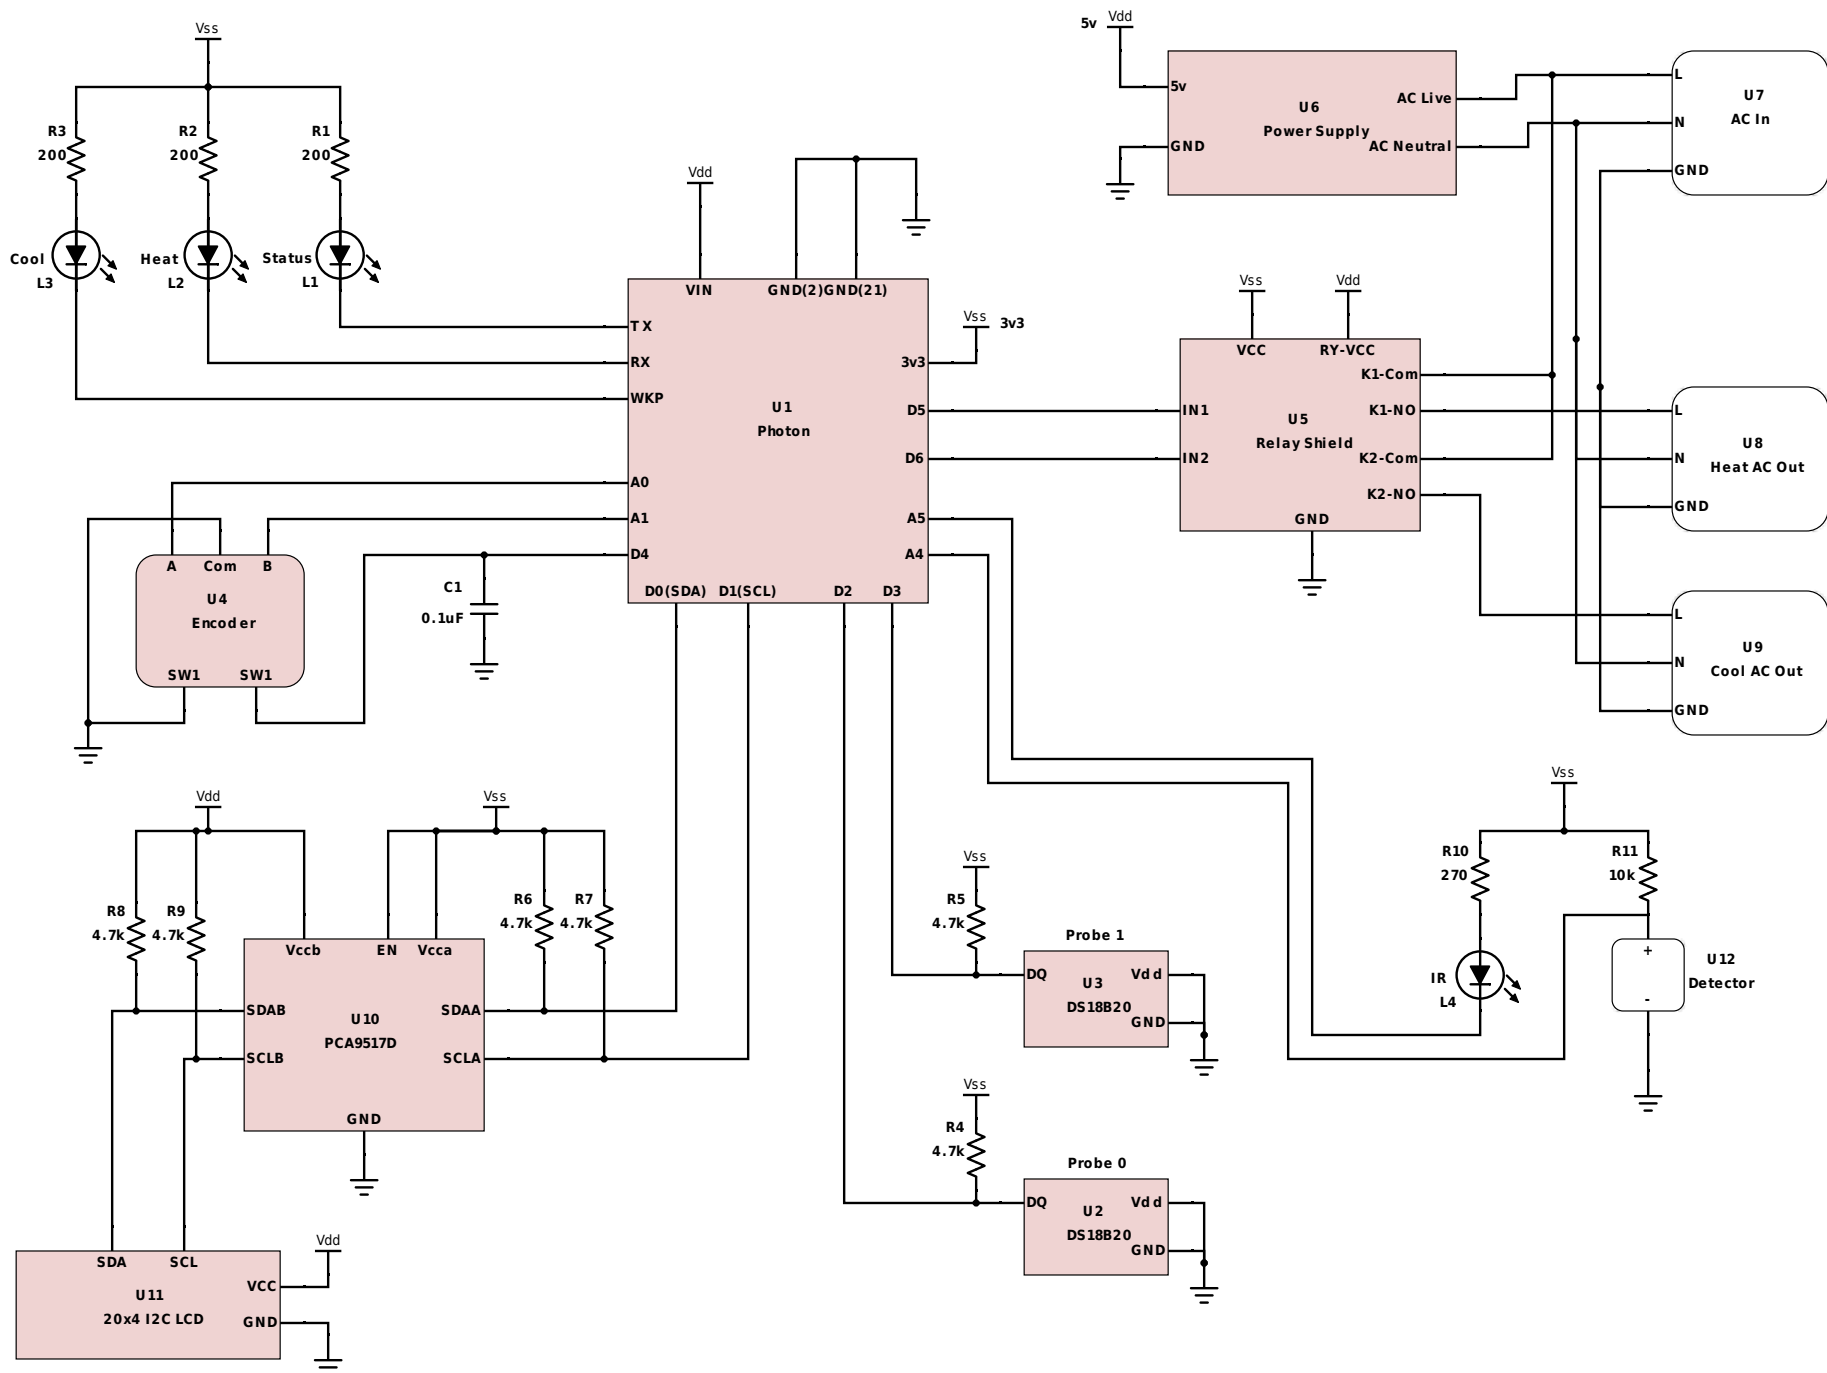 Vss
R3
200
R2
200
R1
200
Cool
L3
Heat
L2
Status
L1
5v
Vdd
5v
GND
U6
Power Supply
AC Live
AC Neutral
L
N
GND
U7
AC In
Vdd
VIN
GND(2)
GND(21)
TX
RX
WKP
A0
A1
D4
U1
Photon
3v3
D5
D6
A5
A4
D0(SDA)
D1(SCL)
D2
D3
Vss
3v3
Vss
Vdd
VCC
RY-VCC
IN1
IN2
U5
Relay Shield
K1-Com
K1-NO
K2-Com
K2-NO
GND
L
N
GND
U8
Heat AC Out
L
N
GND
U9
Cool AC Out
A
Com
B
U4
Encoder
SW1
SW1
C1
0.1uF
Vdd
Vss
R8
4.7k
R9
4.7k
R6
4.7k
R7
4.7k
Vccb
EN
Vcca
SDAB
SCLB
U10
PCA9517D
SDAA
SCLA
GND
SDA
SCL
U11
20x4 I2C LCD
VCC
GND
Vdd
Vss
R5
4.7k
Probe 1
DQ
U3
DS18B20
Vdd
GND
Vss
R4
4.7k
Probe 0
DQ
U2
DS18B20
Vdd
GND
Vss
R10
270
R11
10k
IR
L4
+
-
U12
Detector